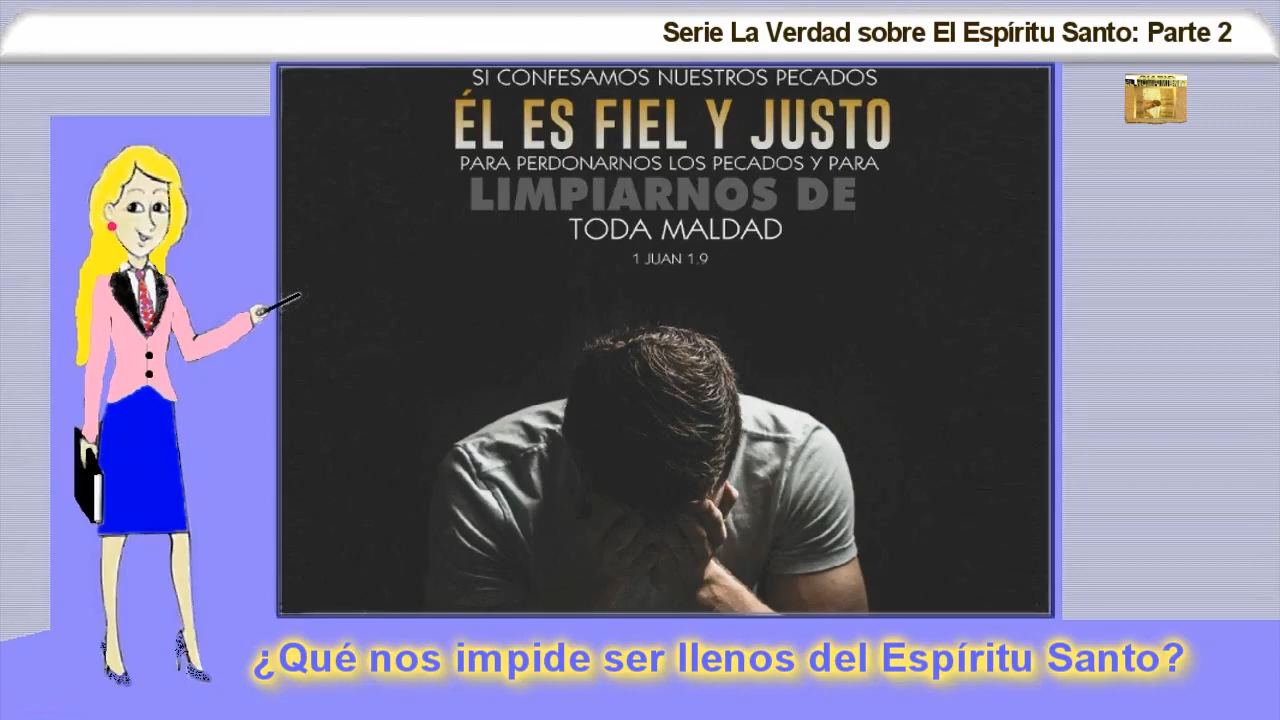 Serie La Verdad sobre El Espíritu Santo: Parte 2
SI CONFESAMOS NUESTROS PECADOS
ÉL ES FIEL Y JUSTO
PARA PERDONARNOS LOS PECADOS Y PARA
LIMPIARNOS DE
TODA MALDAD
1 JUAN 1.9
¿Qué nos impide ser llenos del Espíritu Santo?